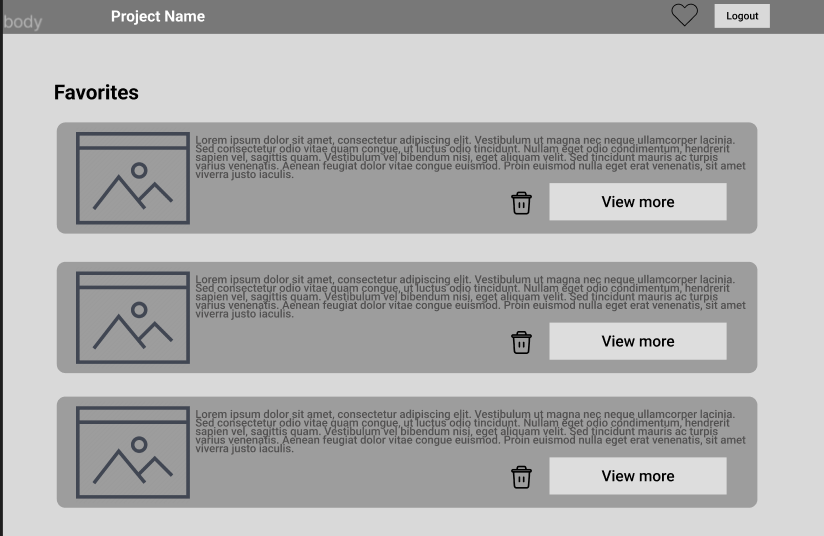 body
Project Name
Logout
Favorites
Lorem ipsum dolor sit amet, consectetur adipiscing elit. Vestibulum ut magna nec neque ullamcorper lacinia.
Sed consectetur odio vitae quam congue, ut luctus odio tincidunt. Nullam eget odio condimentum, hendrerit
sapien vel, sagittis quam. Vestibulum vel bibendum nisi, eget aliquam velit. Sed tincidunt mauris ac turpis
varius venenatis. Aenean feugiat dolor vitae congue euismod. Proin euismod nulla eget erat venenatis, sit amet
viverra justo iaculis.
View more
Lorem ipsum dolor sit amet, consectetur adipiscing elit. Vestibulum ut magna nec neque ullamcorper lacinia.
Sed consectetur odio vitae quam congue, ut luctus odio tincidunt. Nullam eget odio condimentum, hendrerit
sapien vel, sagittis quam. Vestibulum vel bibendum nisi, eget aliquam velit. Sed tincidunt mauris ac turpis
varius venenatis. Aenean feugiat dolor vitae congue euismod. Proin euismod nulla eget erat venenatis, sit amet
viverra justo iaculis.
View more
Lorem ipsum dolor sit amet, consectetur adipiscing elit. Vestibulum ut magna nec neque ullamcorper lacinia.
Sed consectetur odio vitae quam congue, ut luctus odio tincidunt. Nullam eget odio condimentum, hendrerit
sapien vel, sagittis quam. Vestibulum vel bibendum nisi, eget aliquam velit. Sed tincidunt mauris ac turpis
varius venenatis. Aenean feugiat dolor vitae congue euismod. Proin euismod nulla eget erat venenatis, sit amet
viverra justo iaculis.
View more